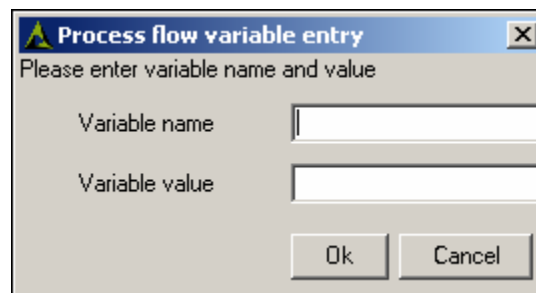 Process flow variable entry
Please enter variable name and value
Variable name
Variable value
Ok Cancel